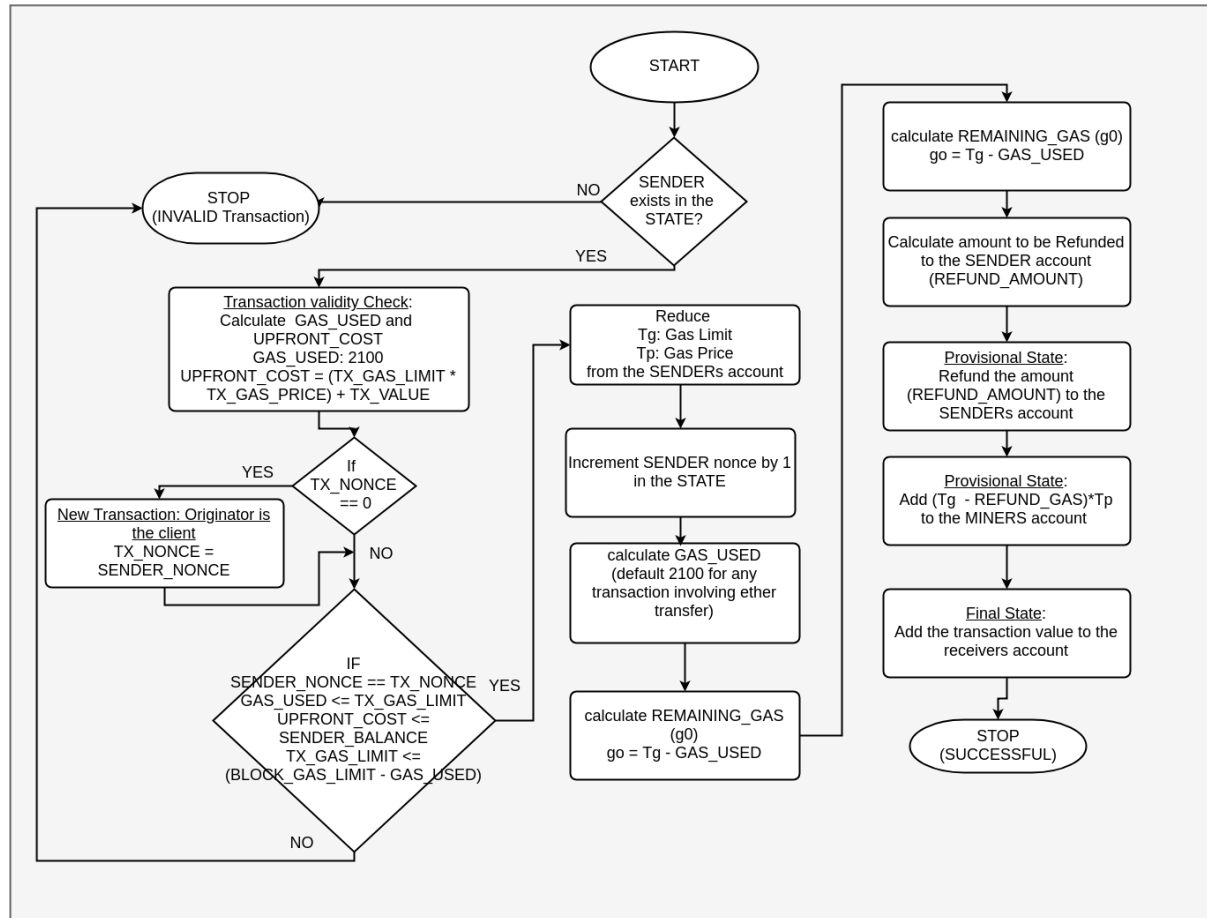 START
SENDER
exists in the
STATE?
NO
STOP
(INVALID Transaction)
YES
Transaction validity Check:
Calculate GAS_USED and
UPFRONT_COST
GAS_USED: 2100
UPFRONT_COST = (TX_GAS_LIMIT *
TX_GAS_PRICE) + TX_VALUE
If
TX_NONCE
== 0
YES
New Transaction: Originator is
the client
TX_NONCE =
SENDER_NONCE
NO
IF
SENDER_NONCE == TX_NONCE
GAS_USED <= TX_GAS_LIMIT
UPFRONT_COST <=
SENDER_BALANCE
TX_GAS_LIMIT <=
(BLOCK_GAS_LIMIT - GAS_USED)
NO
YES
Reduce
Tg: Gas Limit
Tp: Gas Price
from the SENDERs account
Increment SENDER nonce by 1
in the STATE
calculate GAS_USED
(default 2100 for any
transaction involving ether
transfer)
calculate REMAINING_GAS
(g0)
go = Tg - GAS_USED
calculate REMAINING_GAS (g0)
go = Tg - GAS_USED
Calculate amount to be Refunded
to the SENDER account
(REFUND_AMOUNT)
Provisional State:
Refund the amount
(REFUND_AMOUNT) to the
SENDERs account
Provisional State:
Add (Tg - REFUND_GAS)*Tp
to the MINERS account
Final State:
Add the transaction value to the
receivers account
STOP
(SUCCESSFUL)